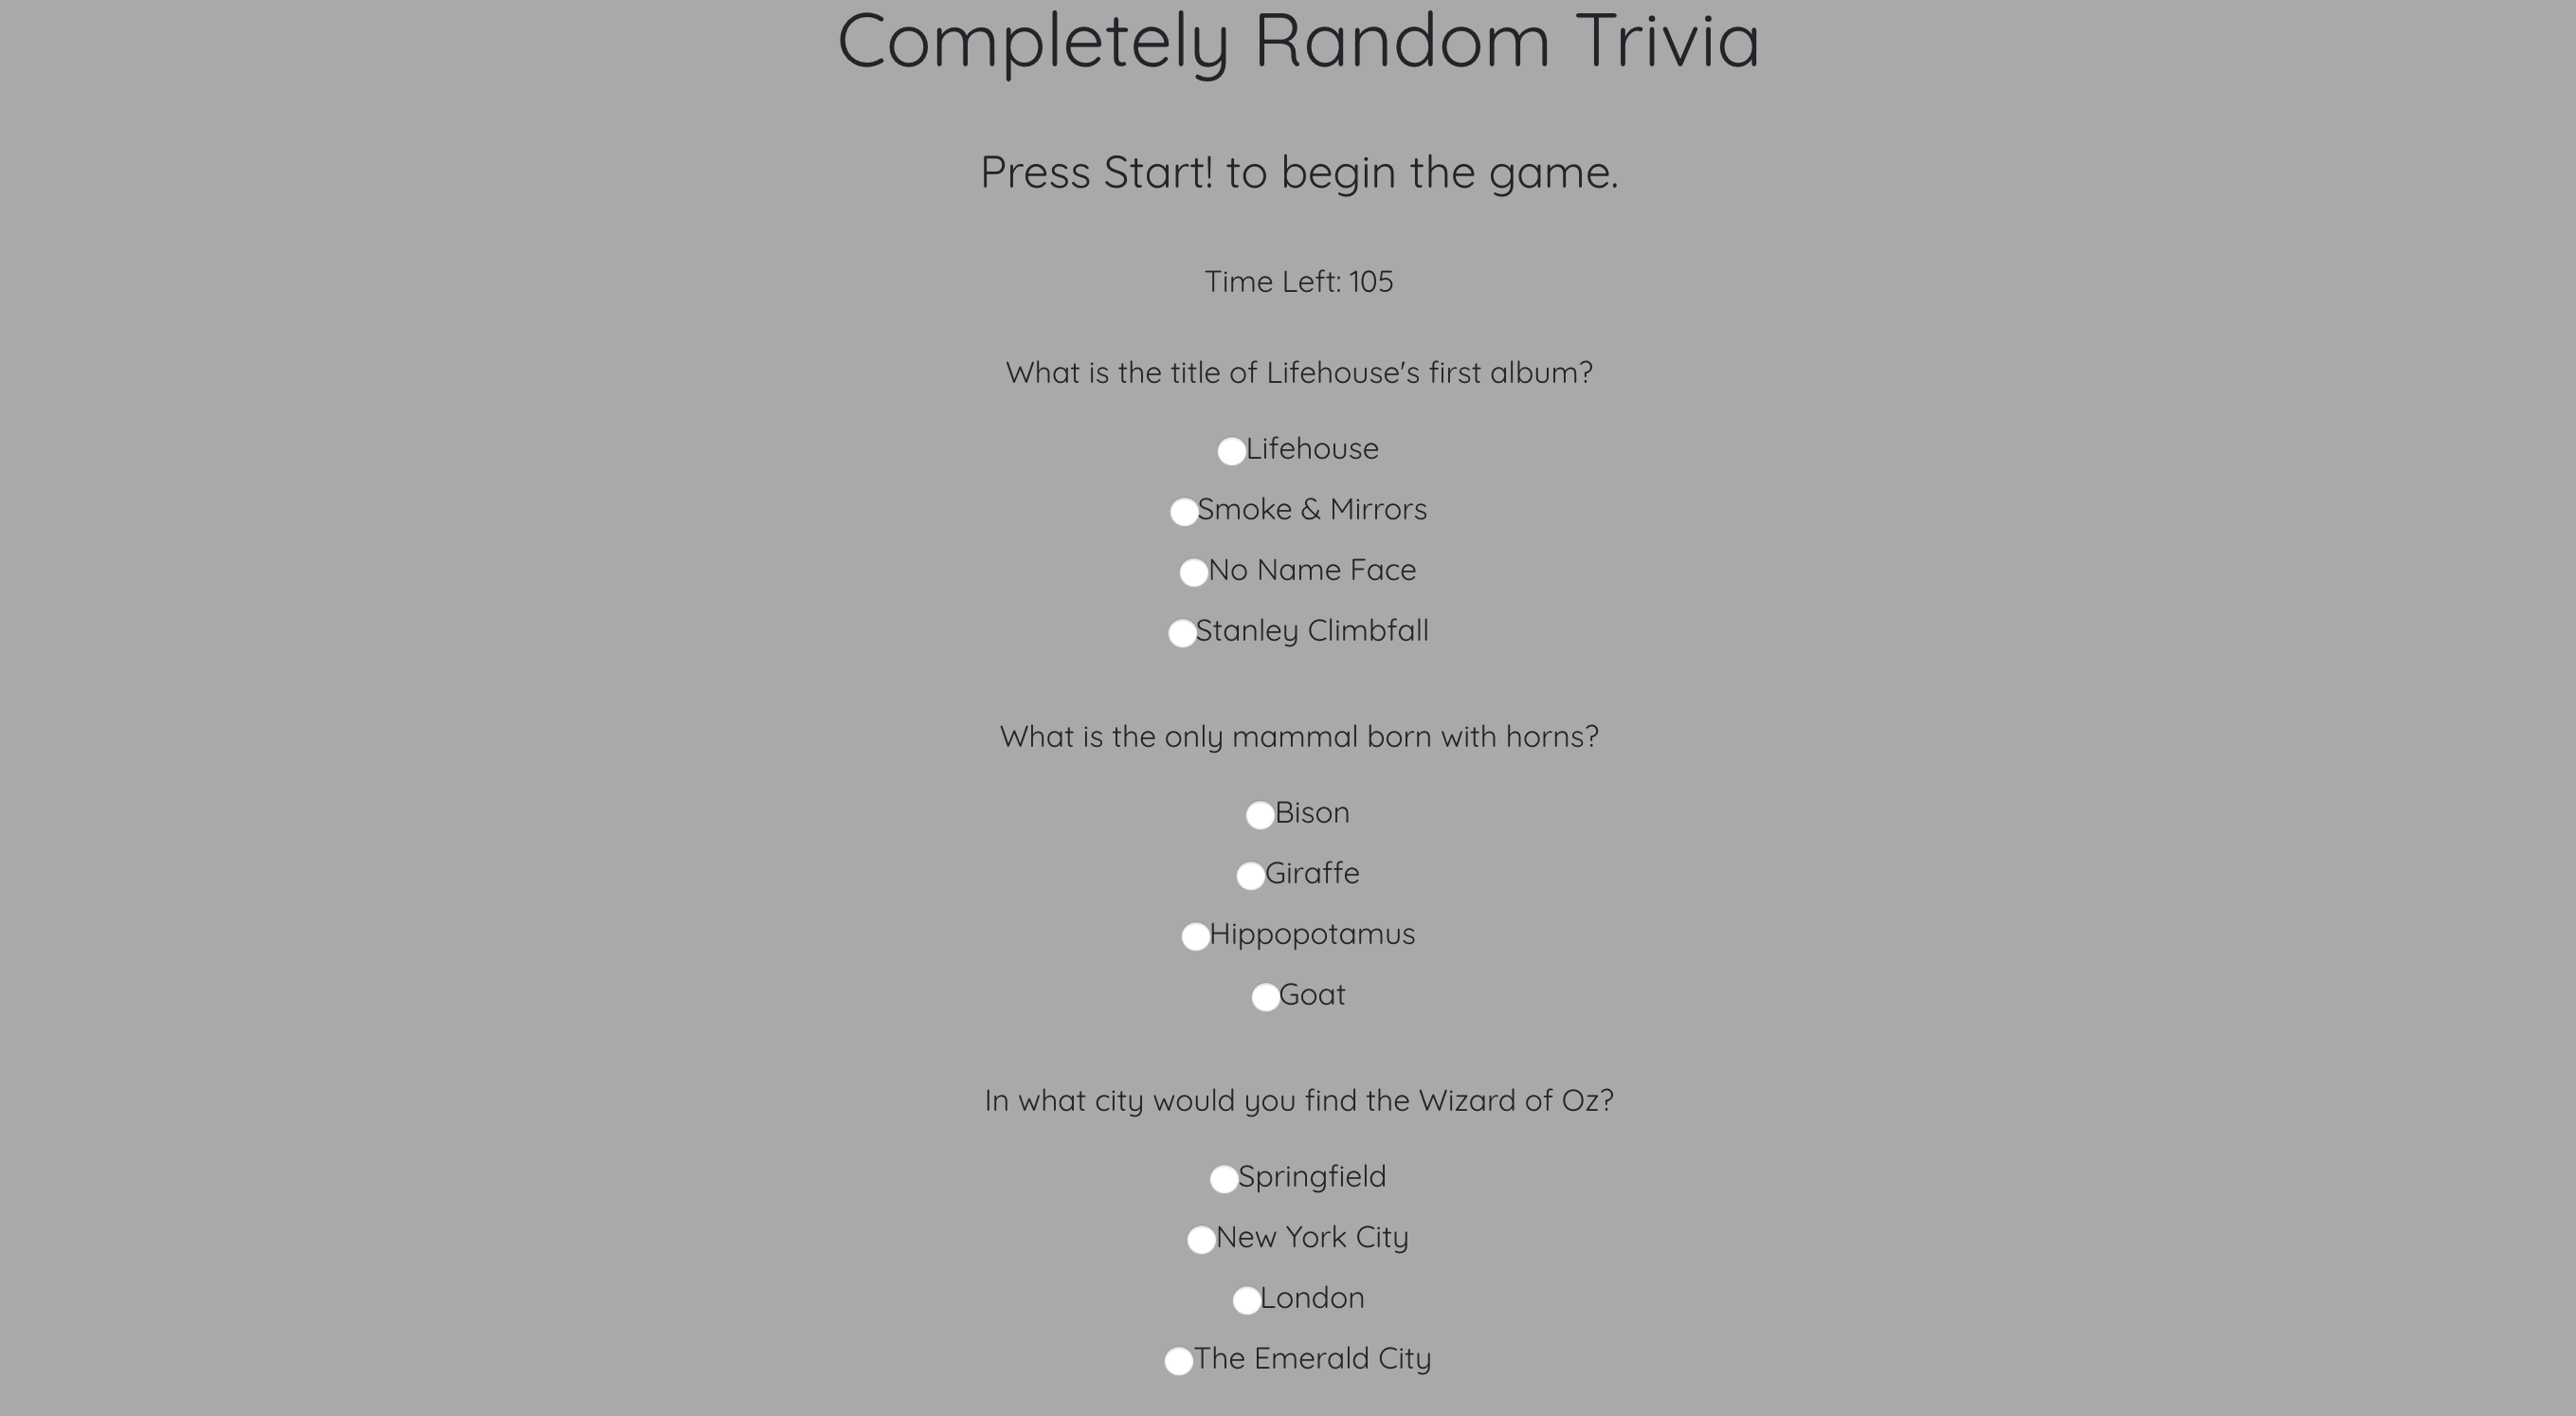 Completely Random Trivia
Press Start! to begin the game.
Time Left: 105
What is the title of Lifehouse's first album?
Lifehouse
Smoke & Mirrors
No Name Face
Stanley Climbfall
What is the only mammal born with horns?
Bison
Giraffe
Hippopotamus
Goat
In what city would you find the Wizard of Oz?
Springfield
New York City
London
The Emerald City